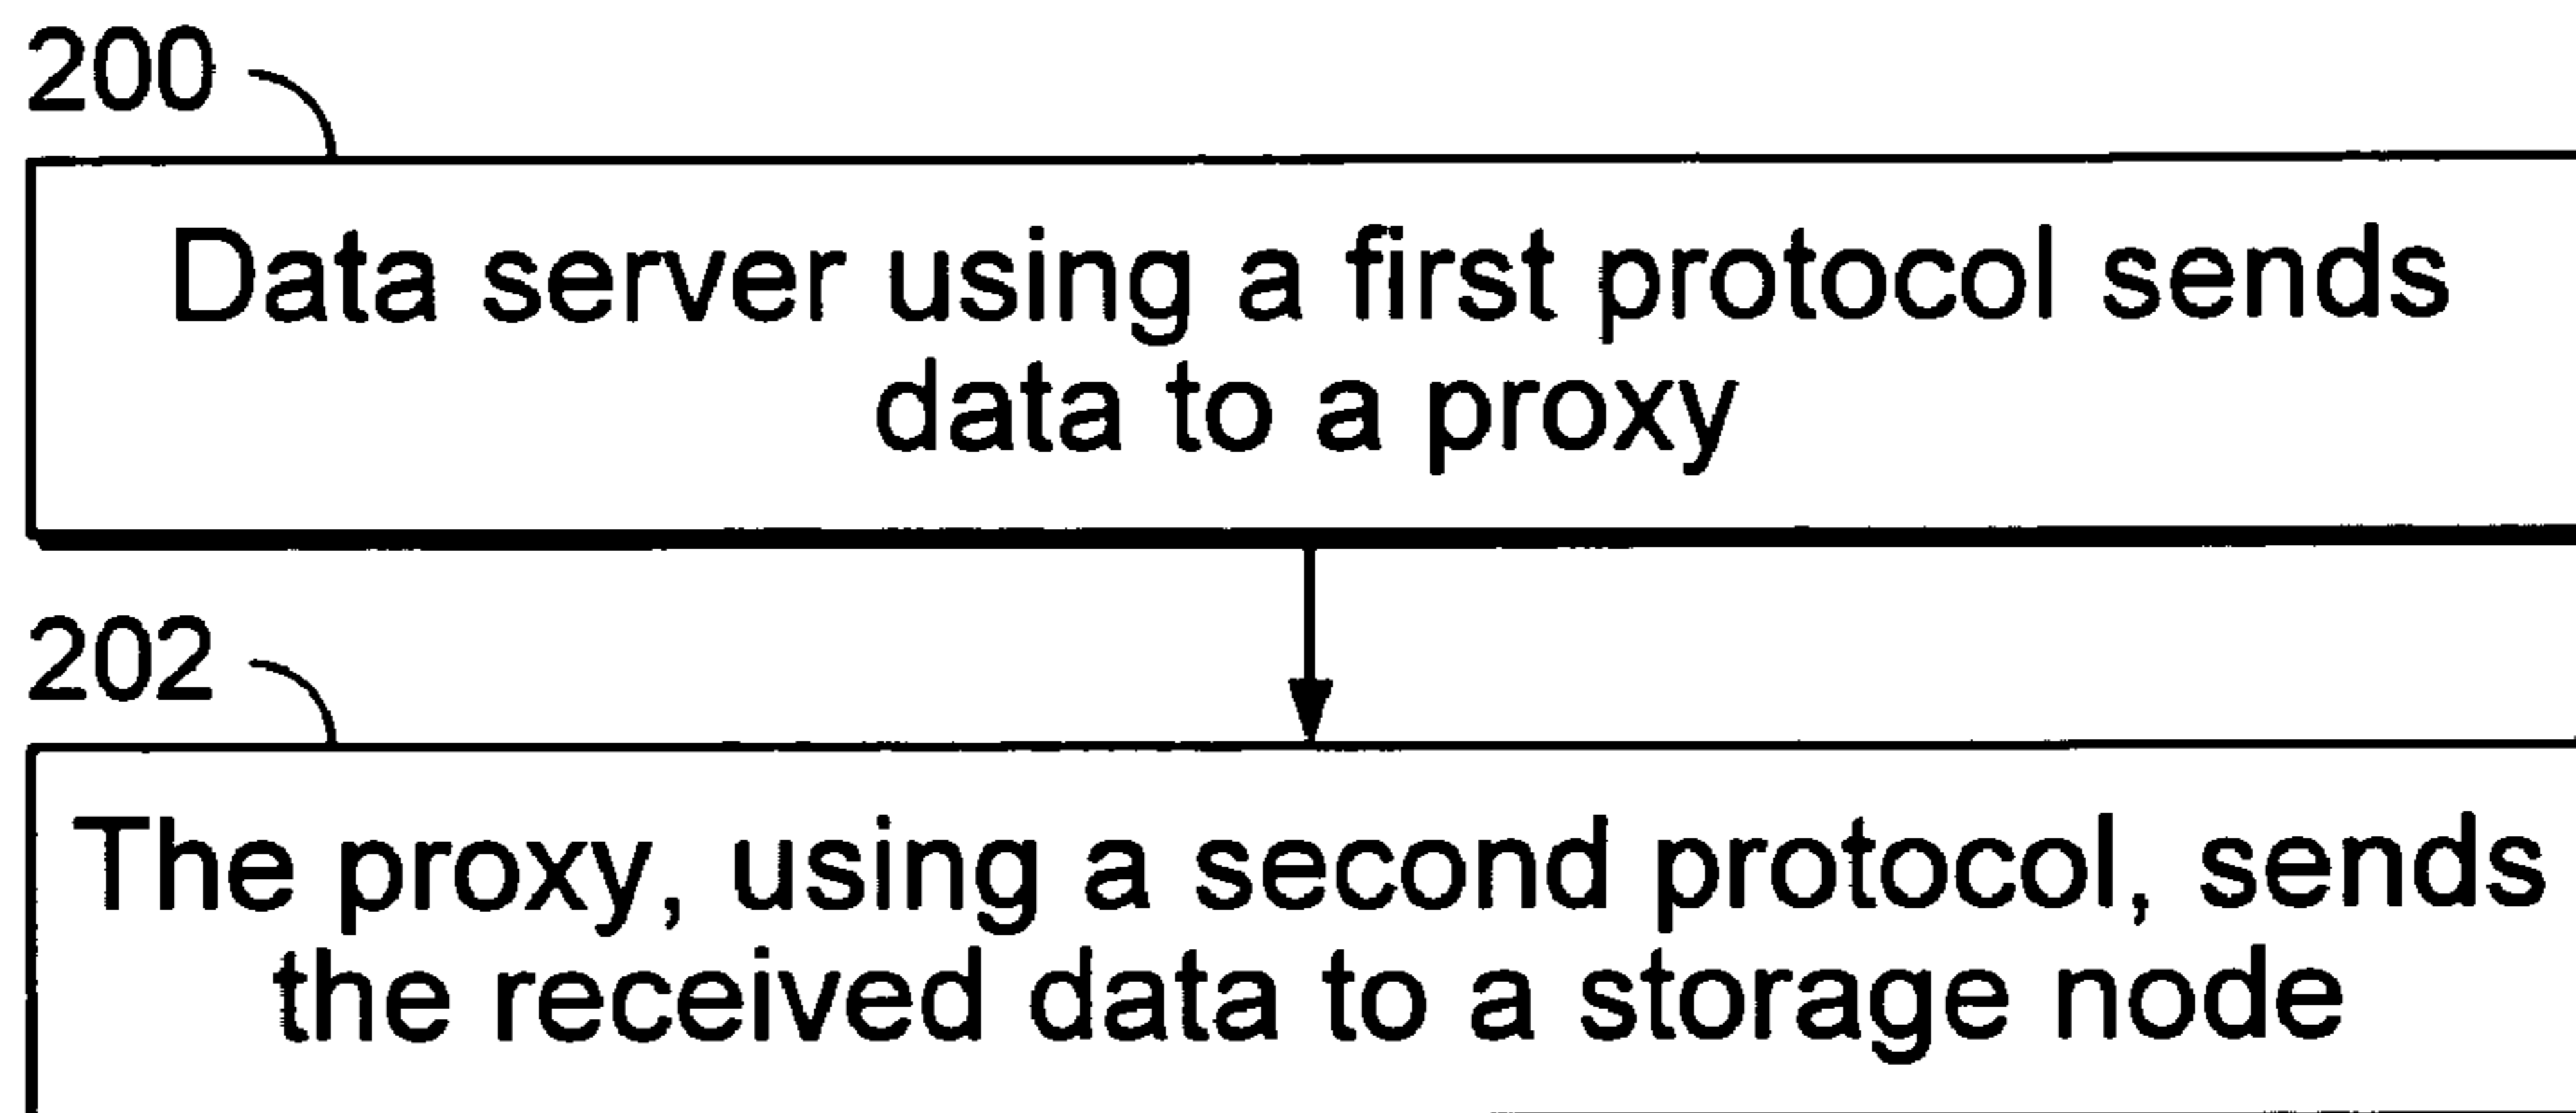 200
Data server using a first protocol sends
data to a proxy
202
The proxy, using a second protocol, sends
the received data to a storage node